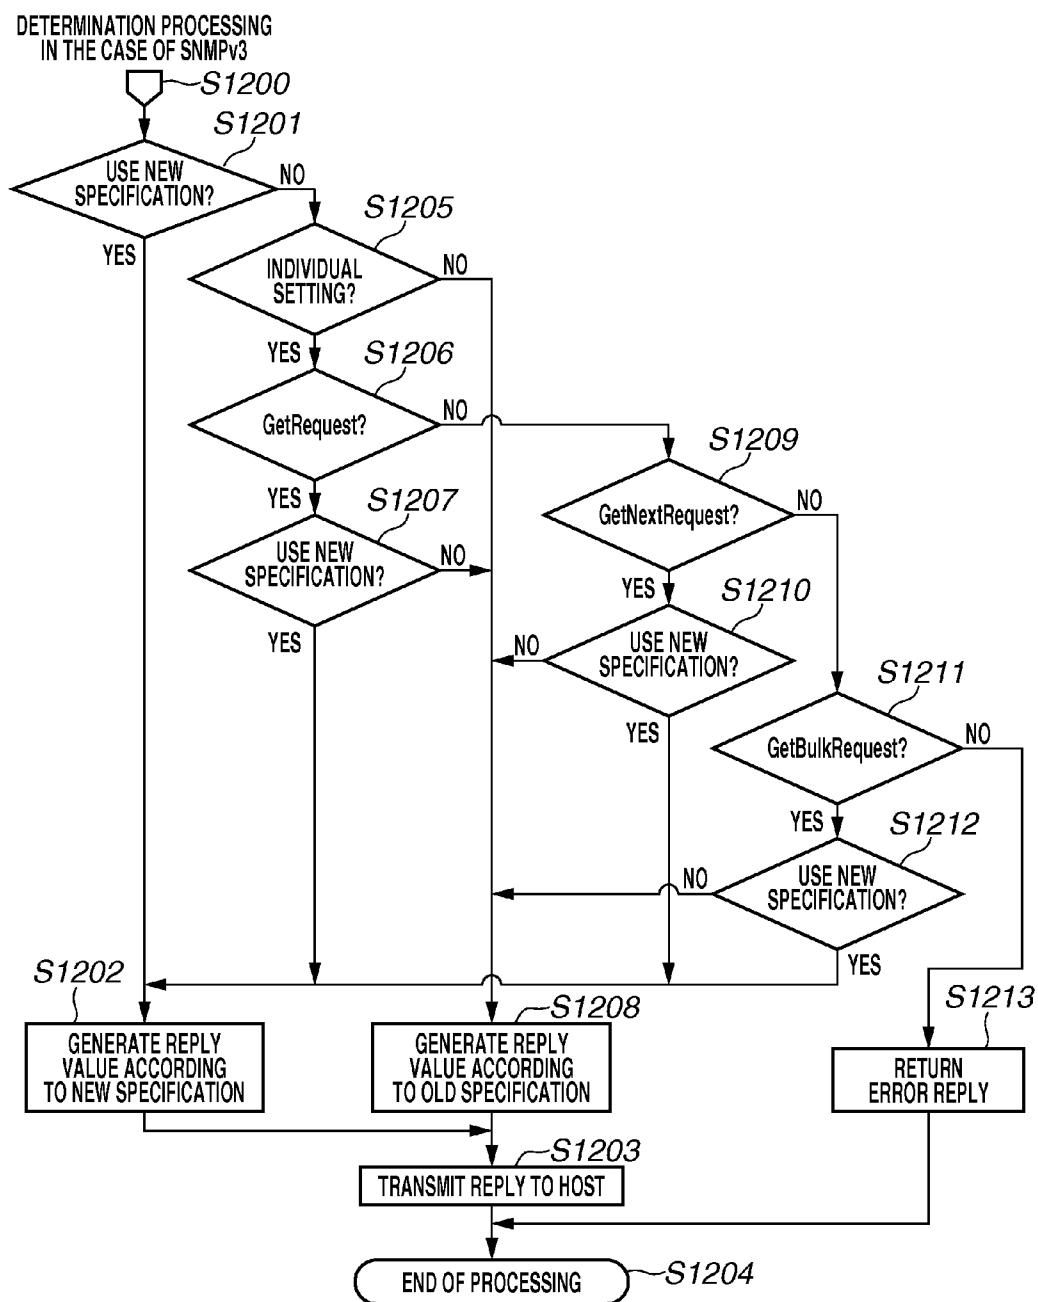 DETERMINATION PROCESSING
IN THE CASE OF SNMPv3
S1200
S1201
USE NEW
SPECIFICATION?
NO
YES
S1205
INDIVIDUAL
SETTING?
NO
YES
S1206
GetRequest?
NO
YES
S1207
USE NEW
SPECIFICATION?
NO
YES
S1209
GetNextRequest?
NO
YES
S1210
USE NEW
SPECIFICATION?
NO
YES
S1211
GetBulkRequest?
NO
YES
S1212
USE NEW
SPECIFICATION?
NO
YES
S1202
GENERATE REPLY
VALUE ACCORDING
TO NEW SPECIFICATION
S1208
GENERATE REPLY
VALUE ACCORDING
TO OLD SPECIFICATION
S1213
RETURN
ERROR REPLY
S1203
TRANSMIT REPLY TO HOST
END OF PROCESSING
S1204